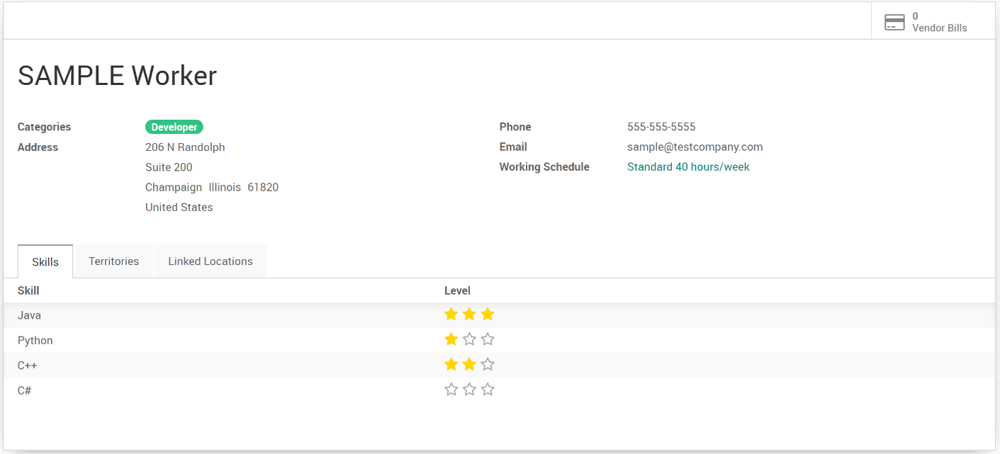 0
Vendor Bills
SAMPLE Worker
Categories Developer
Address 206 N Randolph
Suite 200
Champaign Illinois 61820
United States
Phone 555-555-5555
Email sample@testcompany.com
Working Schedule Standard 40 hours/week
Skills Territories Linked Locations
Skill Level
Java
Python
C++
C#